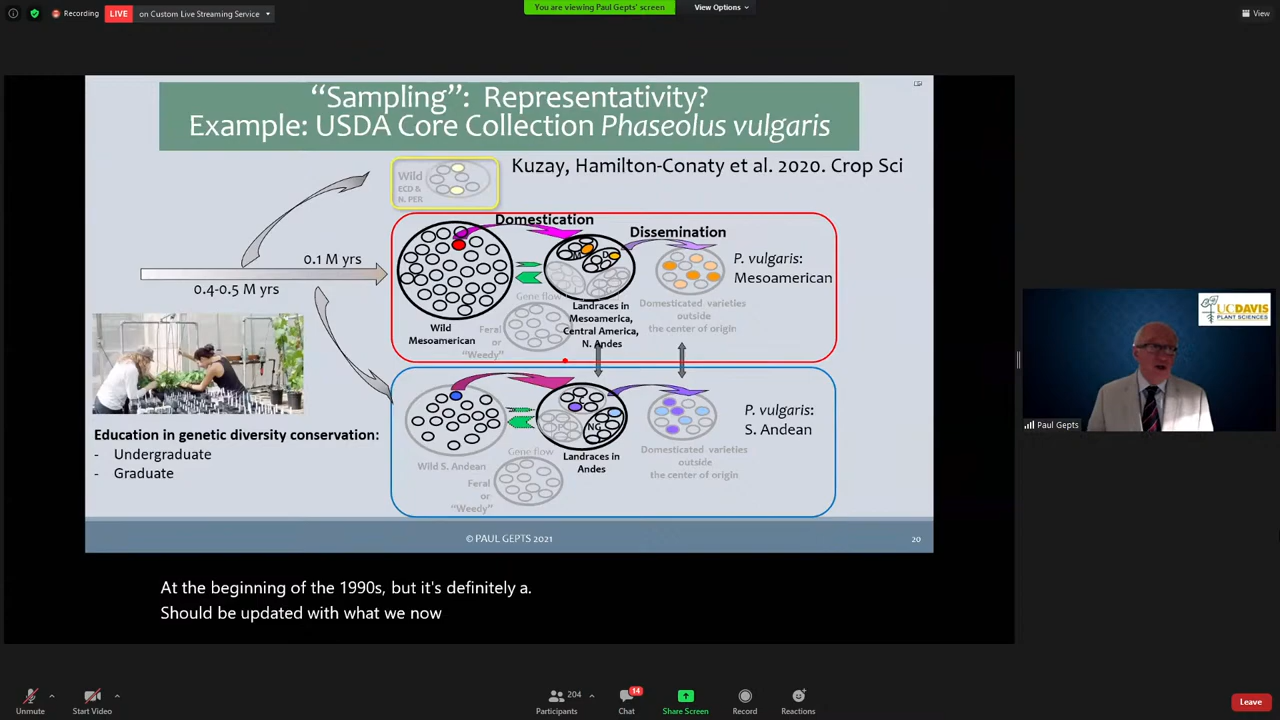 Recording
LIVE
on Custom Live Streaming Service
You are viewing Paul Gepts' screen
View Options
View
“Sampling”: Representativity?
Example: USDA Core Collection Phaseolus vulgaris
Kuzay, Hamilton-Conaty et al. 2020. Crop Sci
Wild
ECD &
N. PER
Domestication
Dissemination
0.1 M yrs
0.4-0.5 M yrs
M
D
P. vulgaris:
Mesoamerican
Gene flow
Wild
Mesoamerican
Feral
or
“Weedy”
Landraces in
Mesoamerica,
Central America,
N. Andes
Domesticated varieties
outside
the center of origin
Education in genetic diversity conservation:
- Undergraduate
- Graduate
NG
P. vulgaris:
S. Andean
Wild S. Andean
Gene flow
Feral
or
“Weedy”
Landraces in
Andes
Domesticated varieties
outside
the center of origin
© PAUL GEPTS 2021
20
UCDAVIS
PLANT SCIENCES
Paul Gepts
At the beginning of the 1990s, but it's definitely a.
Should be updated with what we now
Unmute
Start Video
204
Participants
14
Chat
Share Screen
Record
Reactions
Leave